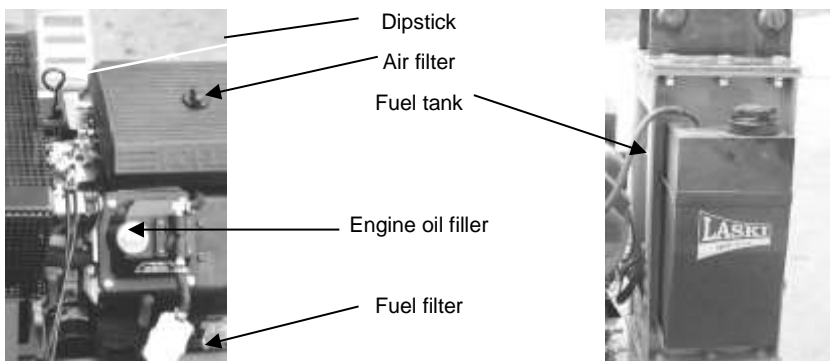 Dipstick
Air filter
Fuel tank
Engine oil filler
Fuel filter
LASKI